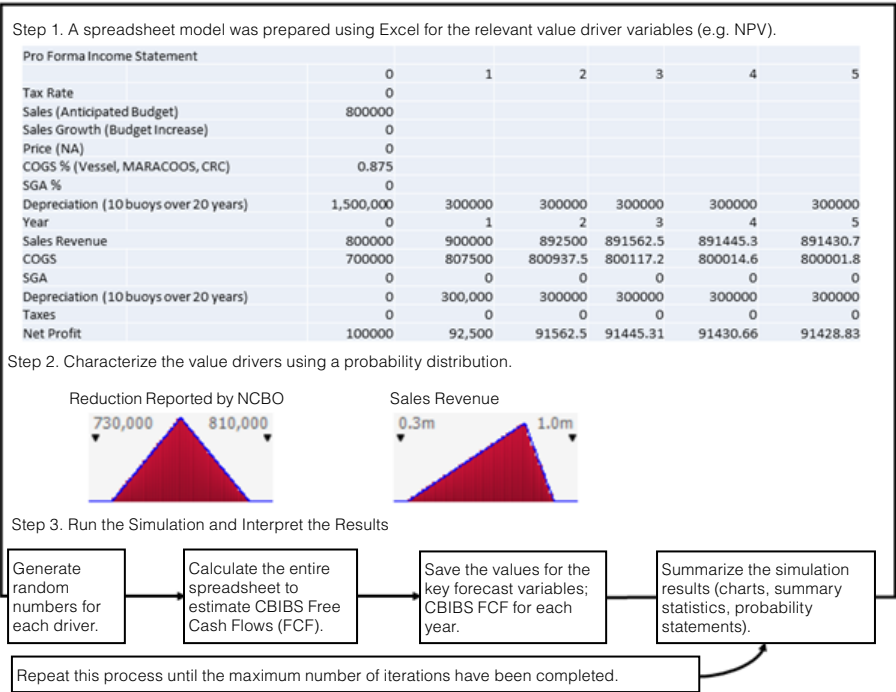 Step 1. A spreadsheet model was prepared using Excel for the relevant value driver variables (e.g. NPV).
Pro Forma Income Statement
0 1 2 3 4 5
Tax Rate 0
Sales (Anticipated Budget) 800000
Sales Growth (Budget Increase) 0
Price (NA) 0
COGS % (Vessel, MARACOOS, CRC) 0.875
SGA % 0
Depreciation (10 buoys over 20 years) 1,500,000 300000 300000 300000 300000 300000
Year 0 1 2 3 4 5
Sales Revenue 800000 900000 892500 891562.5 891445.3 891430.7
COGS 700000 807500 800937.5 800117.2 800014.6 800001.8
SGA 0 0 0 0 0 0
Depreciation (10 buoys over 20 years) 0 300,000 300000 300000 300000 300000
Taxes 0 0 0 0 0 0
Net Profit 100000 92,500 91562.5 91445.31 91430.66 91428.83
Step 2. Characterize the value drivers using a probability distribution.
Reduction Reported by NCBO Sales Revenue
730,000 810,000 0.3m 1.0m
Step 3. Run the Simulation and Interpret the Results
Generate
random
numbers for
each driver.
Calculate the entire
spreadsheet to
estimate CBIBS Free
Cash Flows (FCF).
Save the values for the
key forecast variables;
CBIBS FCF for each
year.
Summarize the simulation
results (charts, summary
statistics, probability
statements).
Repeat this process until the maximum number of iterations have been completed.